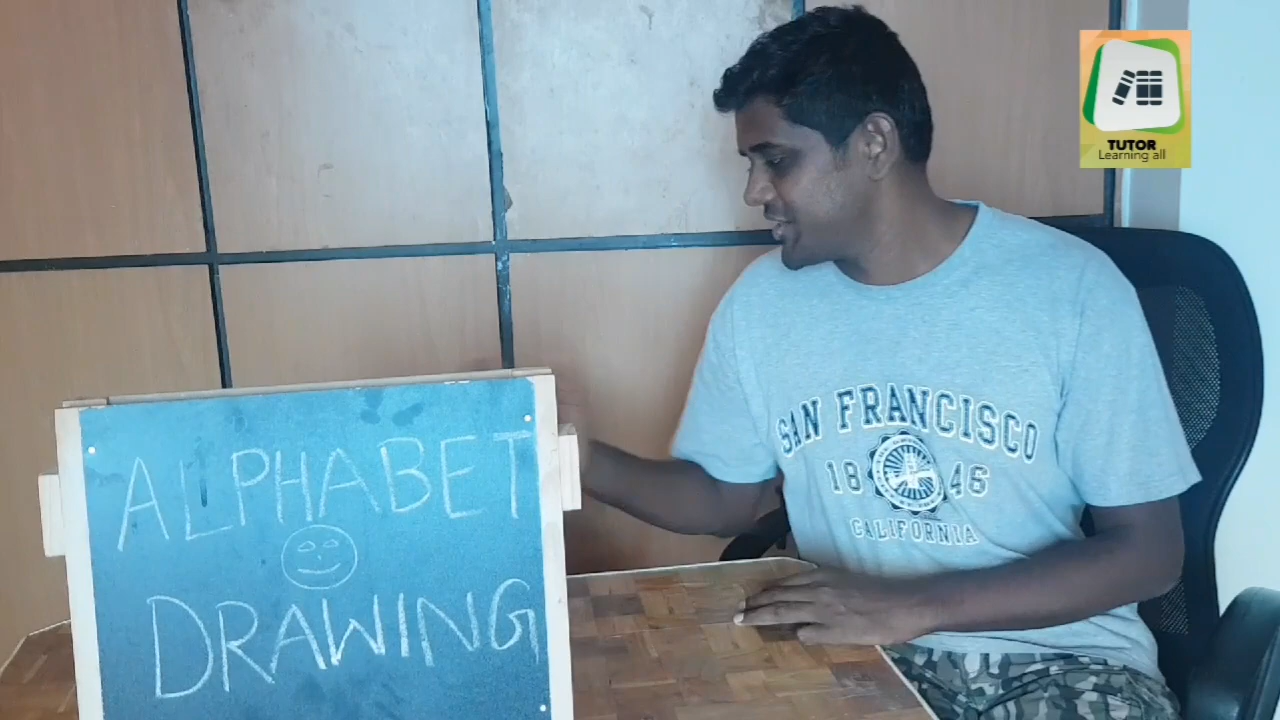 TUTOR
Learning all
SAN FRANCISCO
18 46
CALIFORNIA
ALPHABET
DRAWING